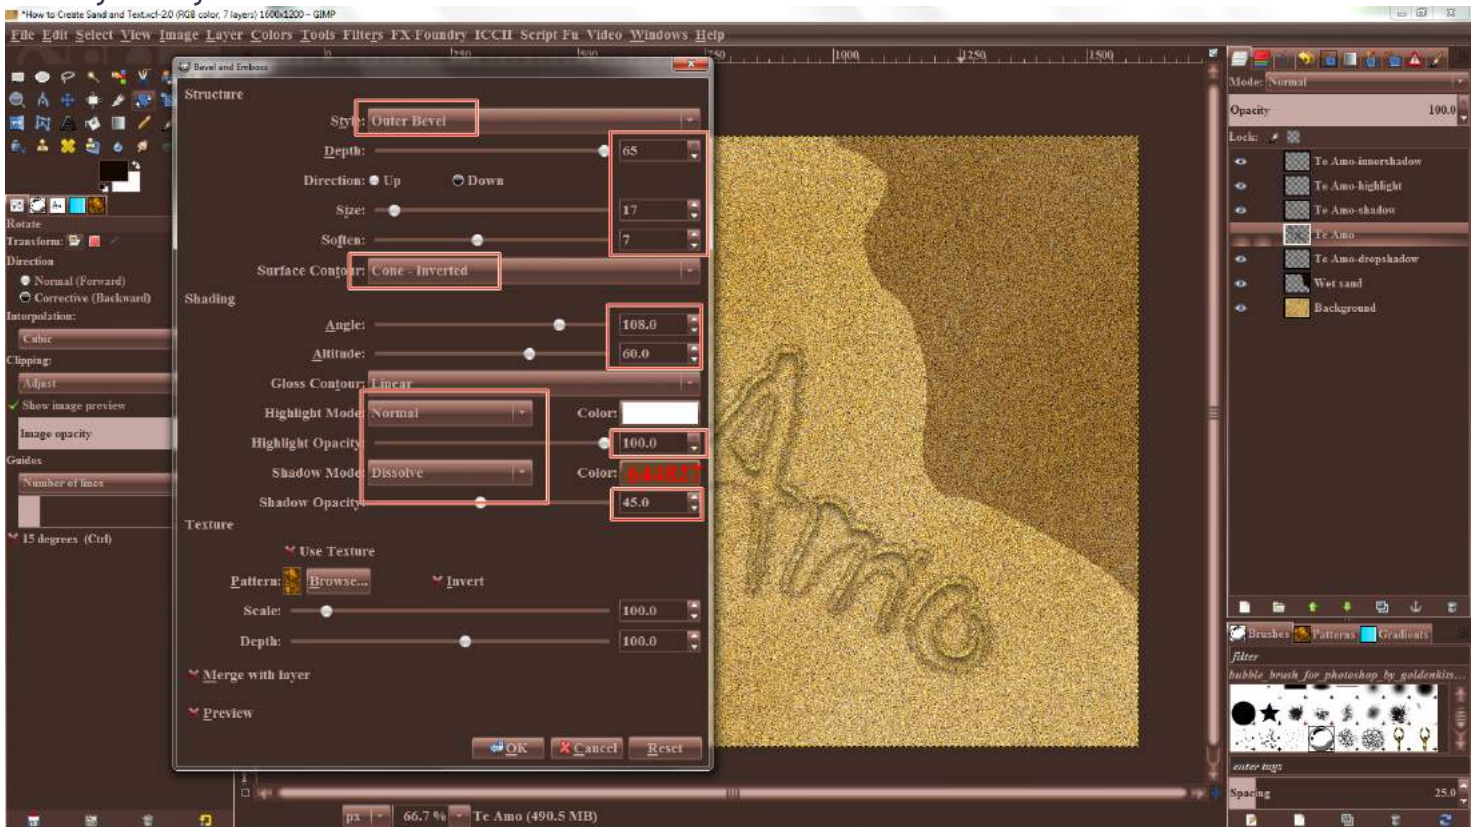 *How to Create Sand and Text.xcf-2.0 (RGB color, 7 layers) 1600x1200 – GIMP
File Edit Select View Image Layer Colors Tools Filters FX-Foundry ICCII Script-Fu Video Windows Help
0 250 500 750 1000 1250 1500
Bevel and Emboss
Structure
Style: Outer Bevel
Depth: 65
Direction: Up Down
Size: 17
Soften: 7
Surface Contour: Cone - Inverted
Shading
Angle: 108.0
Altitude: 60.0
Gloss Contour: Linear
Highlight Mode: Normal Color:
Highlight Opacity: 100.0
Shadow Mode: Dissolve Color: 644827
Shadow Opacity: 45.0
Texture
Use Texture
Pattern: Browse... Invert
Scale: 100.0
Depth: 100.0
Merge with layer
Preview
OK Cancel Reset
Rotate
Transform:
Direction
Normal (Forward)
Corrective (Backward)
Interpolation:
Cubic
Clipping:
Adjust
Show image preview
Image opacity
Guides
Number of lines
15 degrees (Ctrl)
Amo
px 66.7 % Te Amo (490.5 MB)
Mode: Normal
Opacity 100.0
Lock:
Te Amo-innershadow
Te Amo-highlight
Te Amo-shadow
Te Amo
Te Amo-dropshadow
Wet sand
Background
Brushes Patterns Gradients
filter
bubble_brush_for_photoshop_by_goldenkits...
enter tags
Spacing 25.0